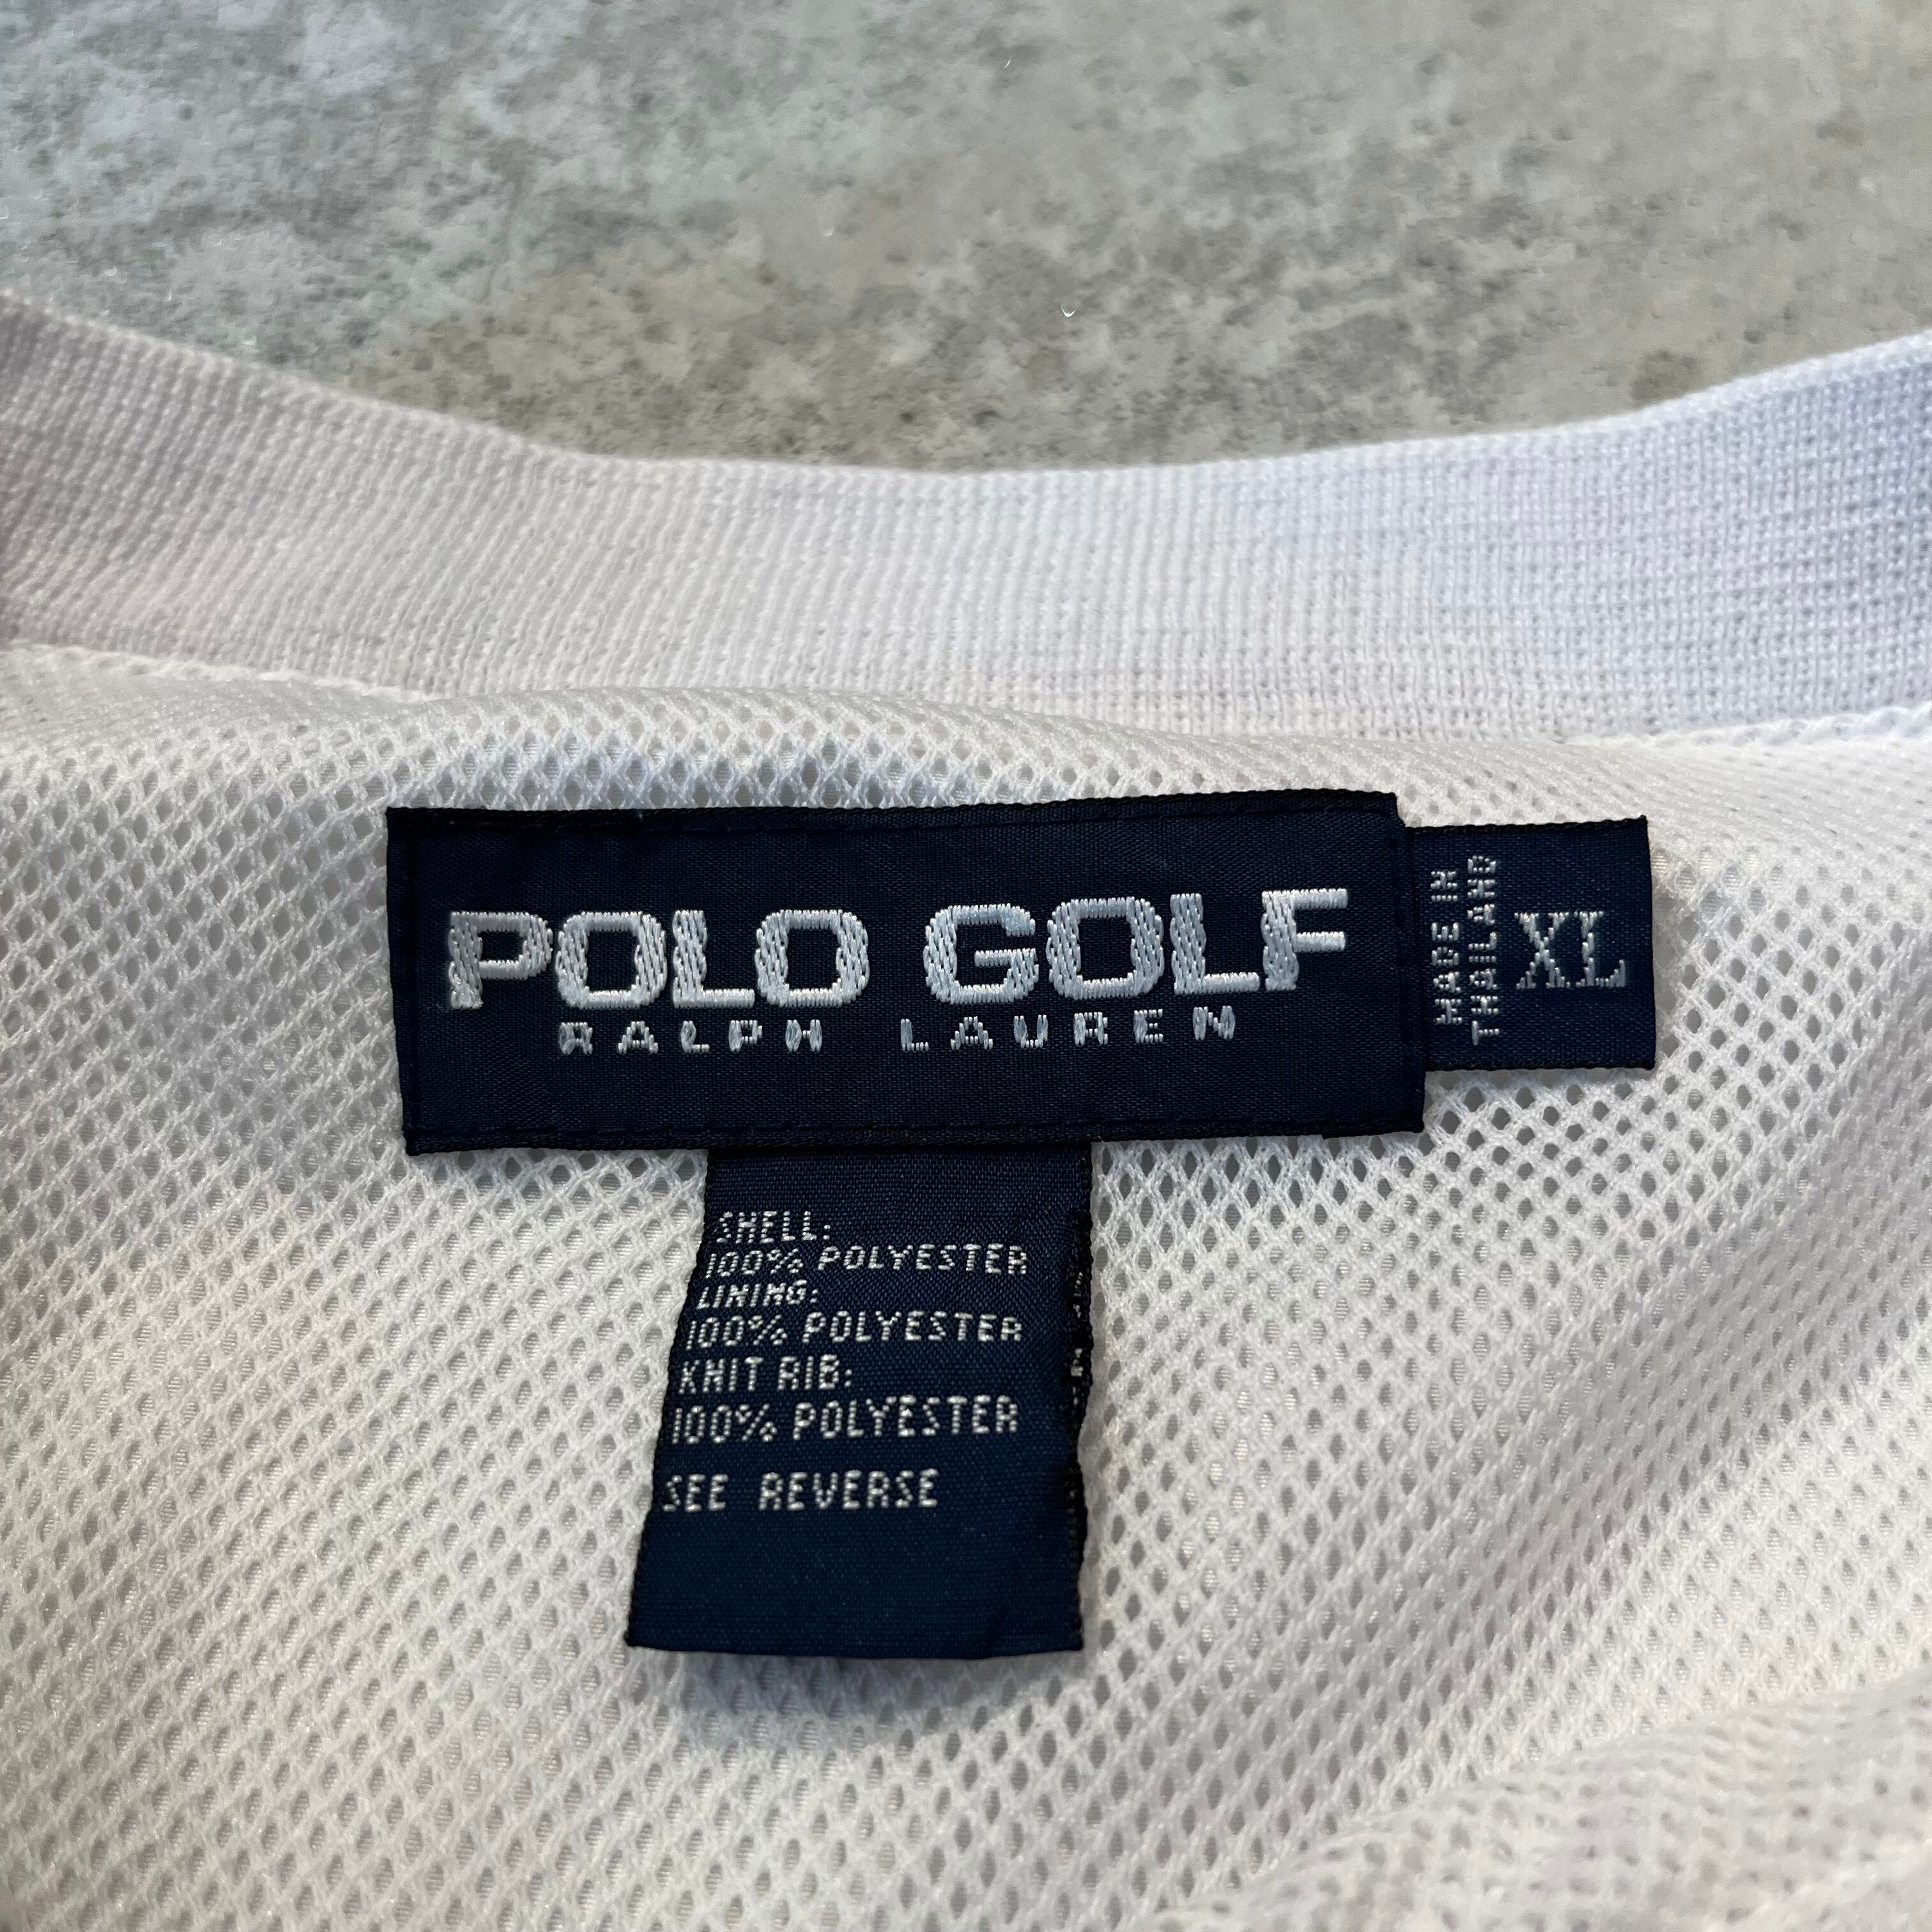 POLO GOLF
RALPH LAUREN
MADE IN
THAILAND
XL
SHELL:
100% POLYESTER
LINING:
100% POLYESTER
KNIT RIB:
100% POLYESTER
SEE REVERSE